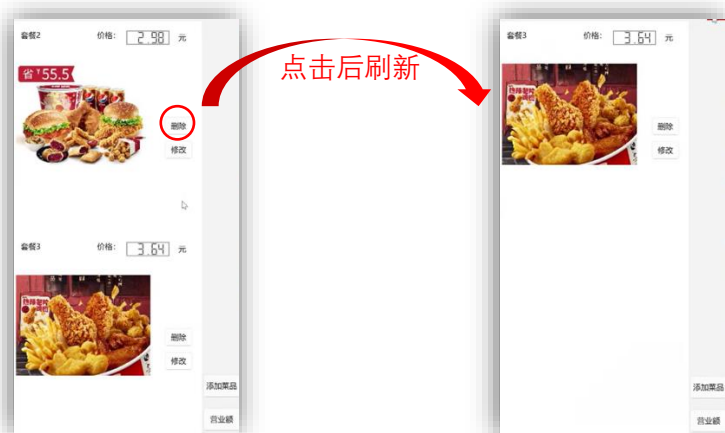 套餐2 价格: 2.98 元
省¥55.5
删除
修改
套餐3 价格: 3.64 元
删除
修改
添加菜品
营业额
点击后刷新
套餐3 价格: 3.64 元
删除
修改
添加菜品
营业额